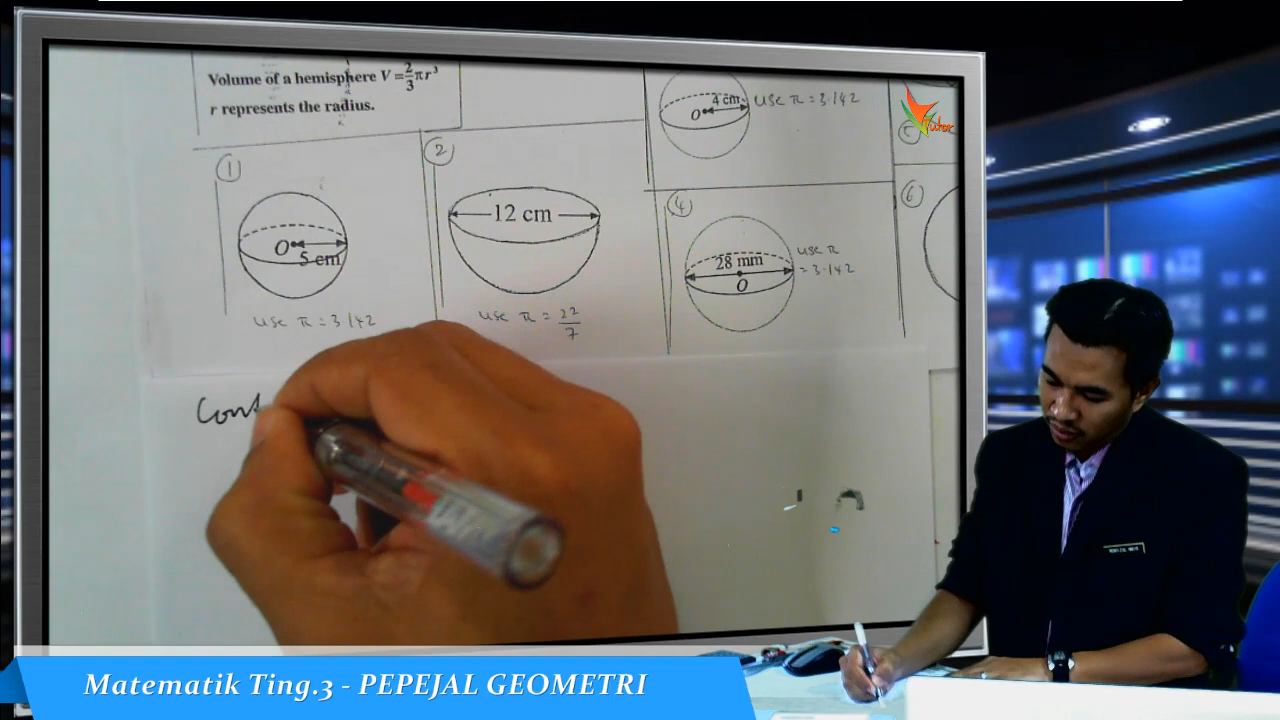 Volume of a hemisphere V = 2/3 πr³
r represents the radius.
4 cm
O
use π = 3.142
Tutor
5
1
O
5 cm
use π = 3.142
2
12 cm
use π = 22/7
4
28 mm
O
use π
= 3.142
6
Cont
Matematik Ting.3 - PEPEJAL GEOMETRI